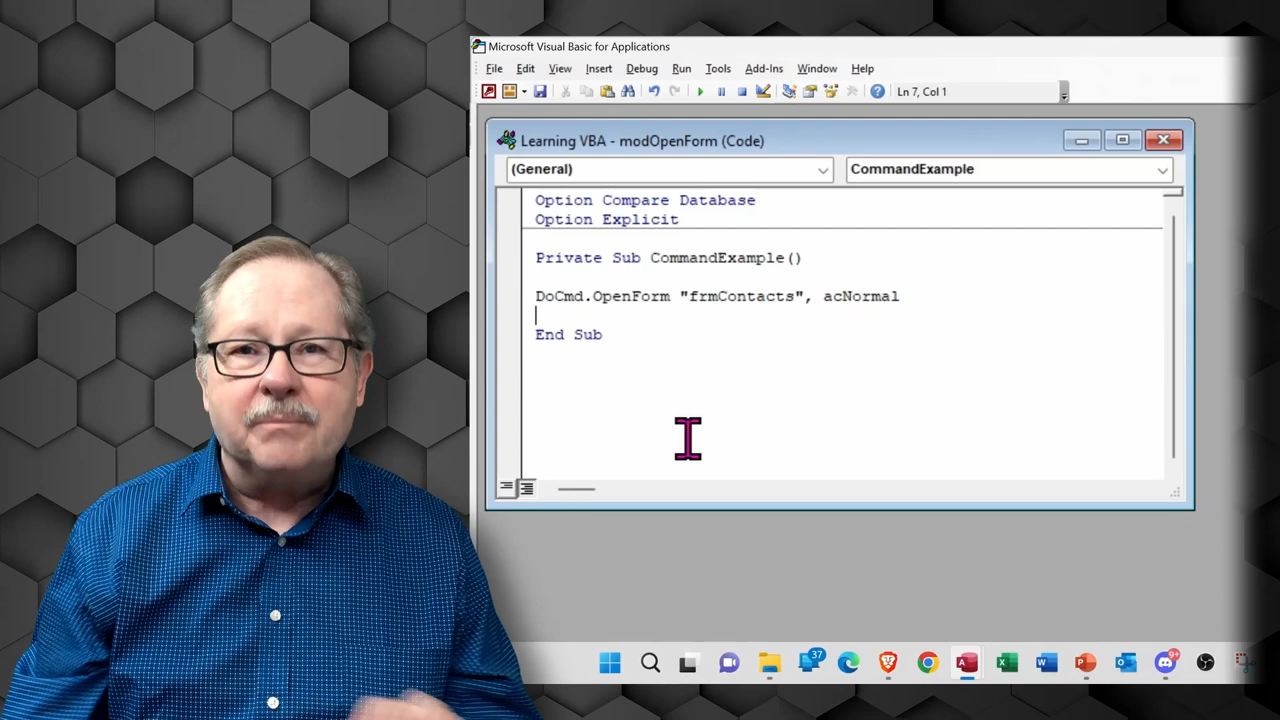 Microsoft Visual Basic for Applications
File Edit View Insert Debug Run Tools Add-Ins Window Help
Ln 7, Col 1
Learning VBA - modOpenForm (Code)
(General) CommandExample
Option Compare Database
Option Explicit
Private Sub CommandExample()
DoCmd.OpenForm "frmContacts", acNormal
End Sub
37
9+